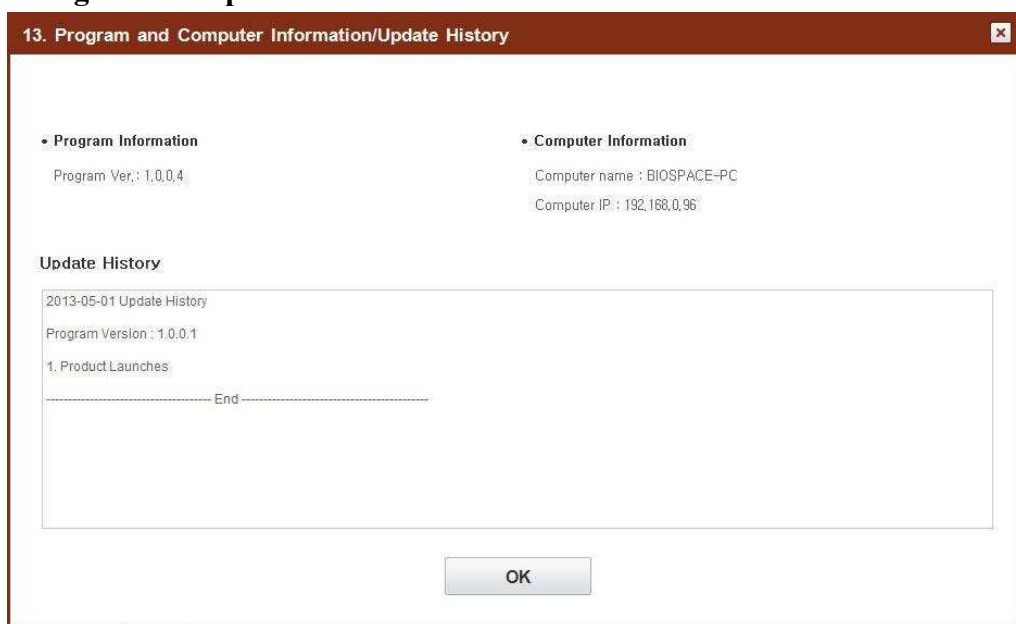 13. Program and Computer Information/Update History
• Program Information
Program Ver.: 1.0.0.4
• Computer Information
Computer name : BIOSPACE-PC
Computer IP : 192.168.0.96
Update History
2013-05-01 Update History
Program Version : 1.0.0.1
1. Product Launches
------------------------------------- End ------------------------------------------
OK